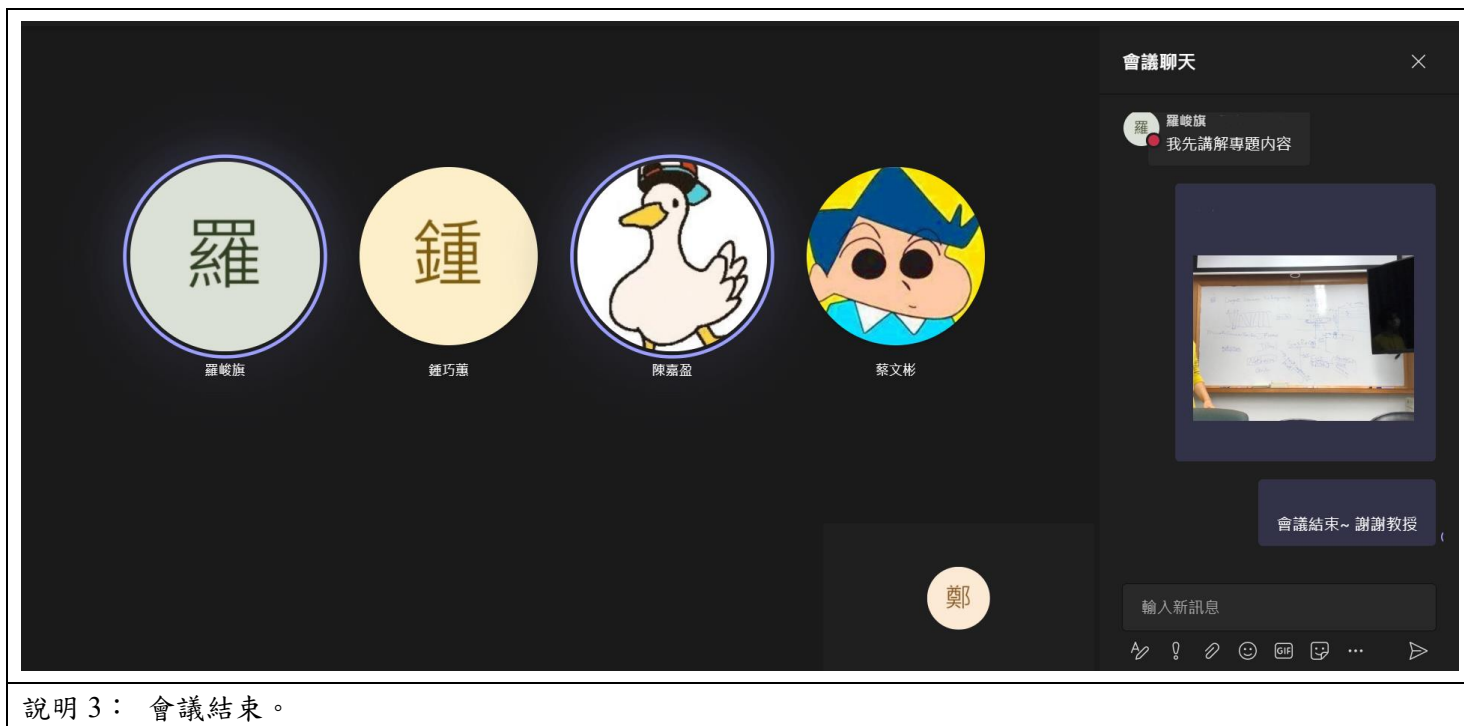 會議聊天
羅
羅峻旗
我先講解專題內容
羅
鍾
羅峻旗
鍾巧蕙
陳嘉盈
蔡文彬
會議結束~ 謝謝教授
鄭
輸入新訊息
GIF
說明 3： 會議結束。